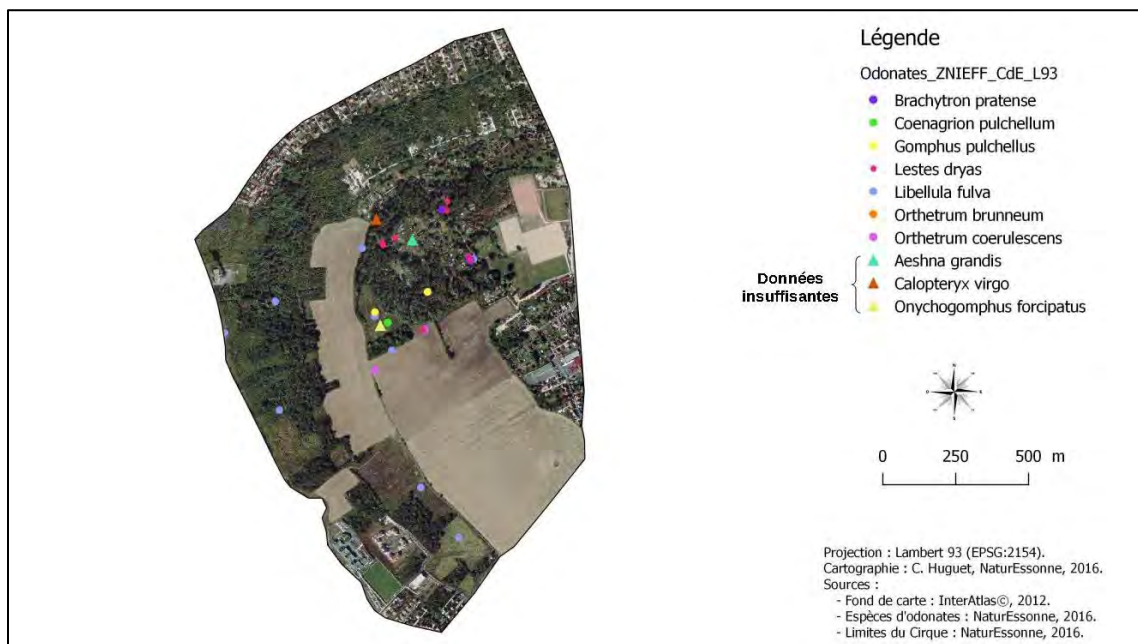 Légende
Odonates_ZNIEFF_CdE_L93
Brachytron pratense
Coenagrion pulchellum
Gomphus pulchellus
Lestes dryas
Libellula fulva
Orthetrum brunneum
Orthetrum coerulescens
Aeshna grandis
Calopteryx virgo
Onychogomphus forcipatus
Données
insuffisantes
0 250 500 m
Projection : Lambert 93 (EPSG:2154).
Cartographie : C. Huguet, NaturEssonne, 2016.
Sources :
- Fond de carte : InterAtlas©, 2012.
- Espèces d'odonates : NaturEssonne, 2016.
- Limites du Cirque : NaturEssonne, 2016.